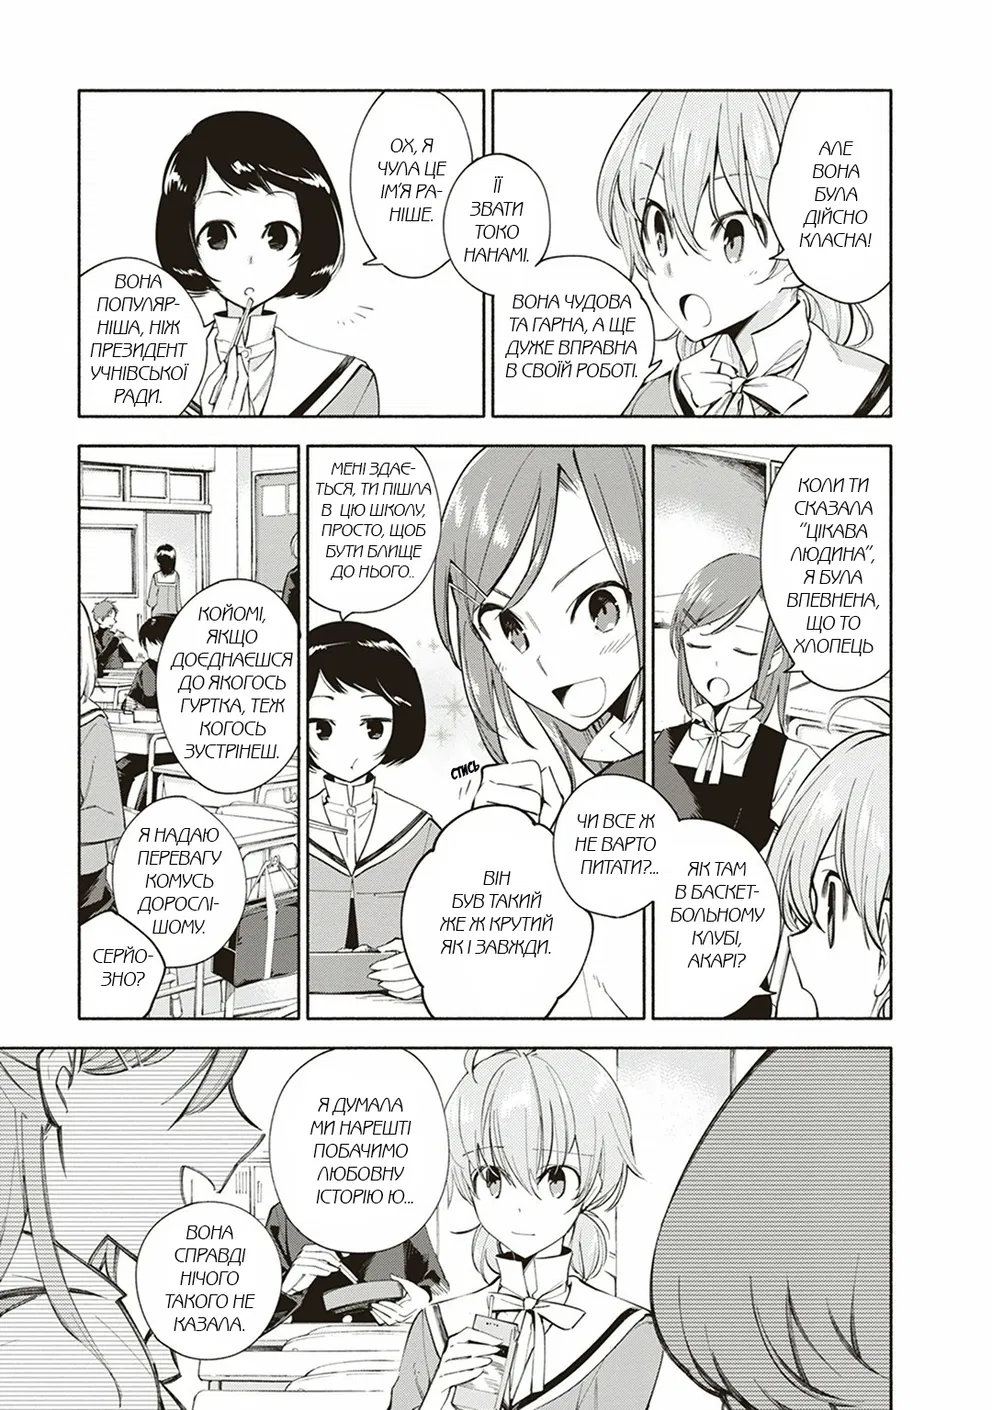 АЛЕ
ВОНА
БУЛА
ДІЙСНО
КЛАСНА!
ЇЇ
ЗВАТИ
ТОКО
НАНАМІ.
ВОНА ЧУДОВА
ТА ГАРНА, А ЩЕ
ДУЖЕ ВПРАВНА
В СВОЇЙ РОБОТІ.
ОХ, Я
ЧУЛА ЦЕ
ІМ'Я РА-
НІШЕ.
ВОНА
ПОПУЛЯР-
НІША, НІЖ
ПРЕЗИДЕНТ
УЧНІВСЬКОЇ
РАДИ.
КОЛИ ТИ
СКАЗАЛА
"ЦІКАВА
ЛЮДИНА",
Я БУЛА
ВПЕВНЕНА,
ЩО ТО
ХЛОПЕЦЬ
ЯК ТАМ
В БАСКЕТ-
БОЛЬНОМУ
КЛУБІ,
АКАРІ?
ЧИ ВСЕ Ж
НЕ ВАРТО
ПИТАТИ?...
СТИСЬ
ВІН
БУВ ТАКИЙ
ЖЕ Ж КРУТИЙ
ЯК І ЗАВЖДИ.
МЕНІ ЗДАЄ-
ТЬСЯ, ТИ ПІШЛА
В ЦЮ ШКОЛУ,
ПРОСТО, ЩОБ
БУТИ БЛИЩЕ
ДО НЬОГО..
КОЙОМІ,
ЯКЩО
ДОЄДНАЄШСЯ
ДО ЯКОГОСЬ
ГУРТКА, ТЕЖ
КОГОСЬ
ЗУСТРІНЕШ.
Я НАДАЮ
ПЕРЕВАГУ
КОМУСЬ
ДОРОСЛІ-
ШОМУ.
СЕРЙО-
ЗНО?
Я ДУМАЛА
МИ НАРЕШТІ
ПОБАЧИМО
ЛЮБОВНУ
ІСТОРІЮ Ю...
ВОНА
СПРАВДІ
НІЧОГО
ТАКОГО НЕ
КАЗАЛА.